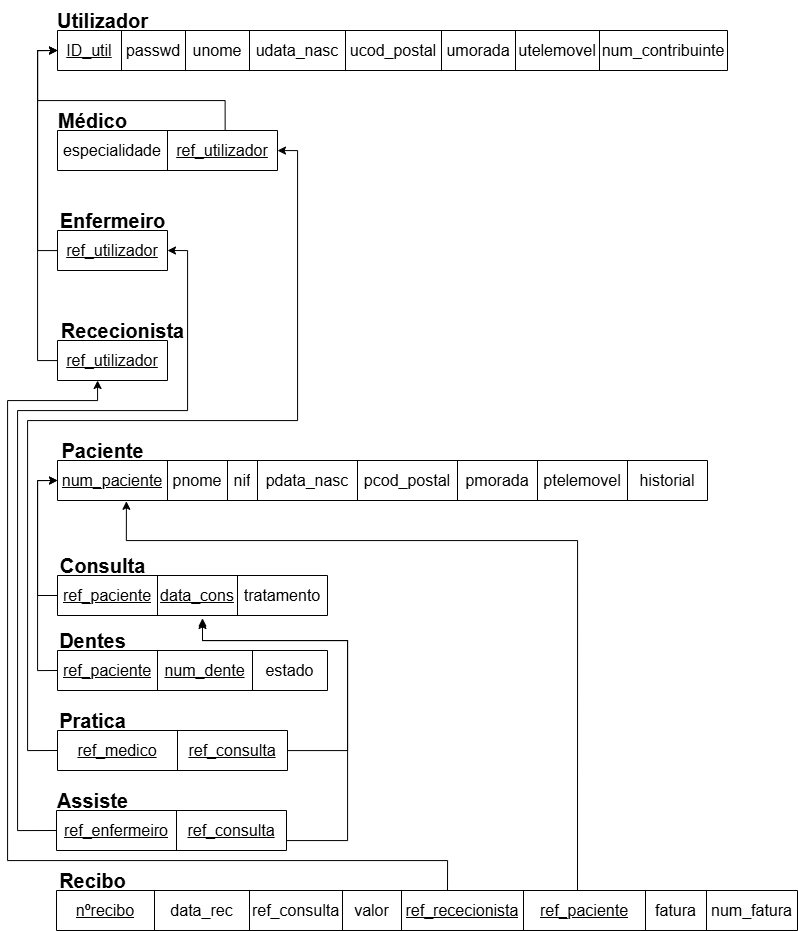 Utilizador
ID_util passwd unome udata_nasc ucod_postal umorada utelemovel num_contribuinte
Médico
especialidade ref_utilizador
Enfermeiro
ref_utilizador
Rececionista
ref_utilizador
Paciente
num_paciente pnome nif pdata_nasc pcod_postal pmorada ptelemovel historial
Consulta
ref_paciente data_cons tratamento
Dentes
ref_paciente num_dente estado
Pratica
ref_medico ref_consulta
Assiste
ref_enfermeiro ref_consulta
Recibo
nºrecibo data_rec ref_consulta valor ref_rececionista ref_paciente fatura num_fatura